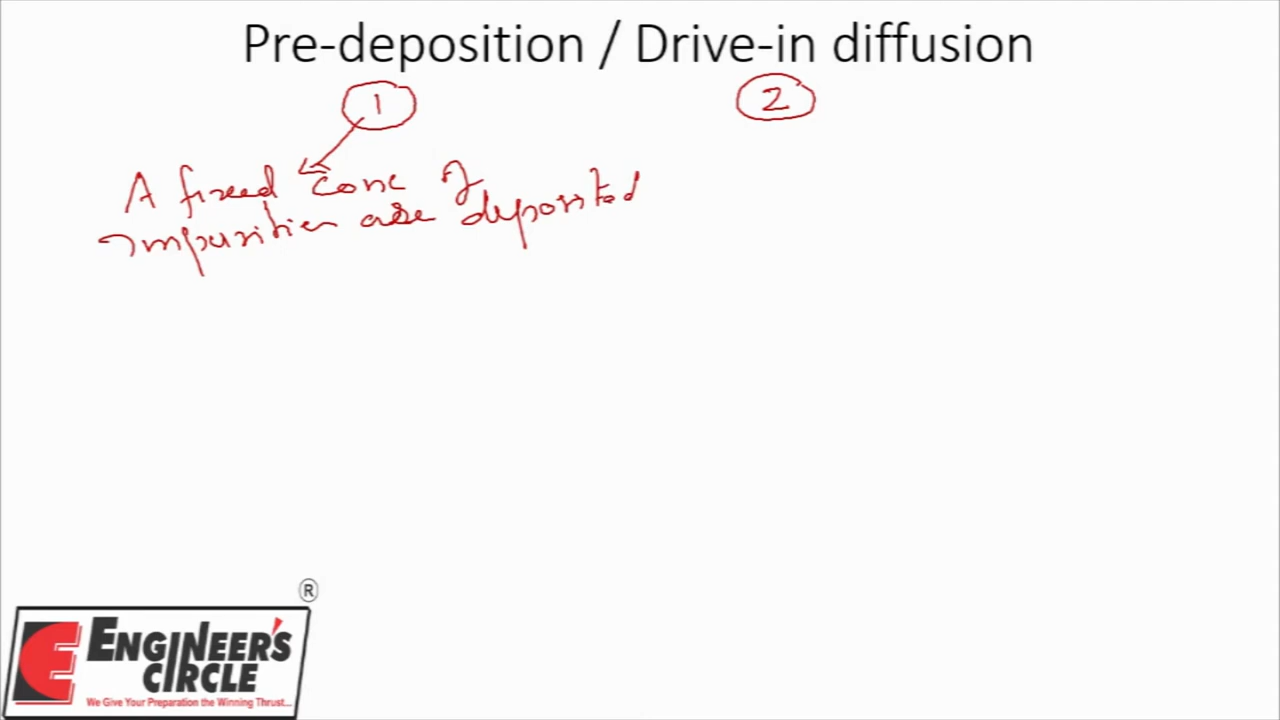 Pre-deposition / Drive-in diffusion
1
2
A fixed conc of
impurities are deposited
®
ENGINEER'S
CIRCLE
We Give Your Preparation the Winning Thrust...